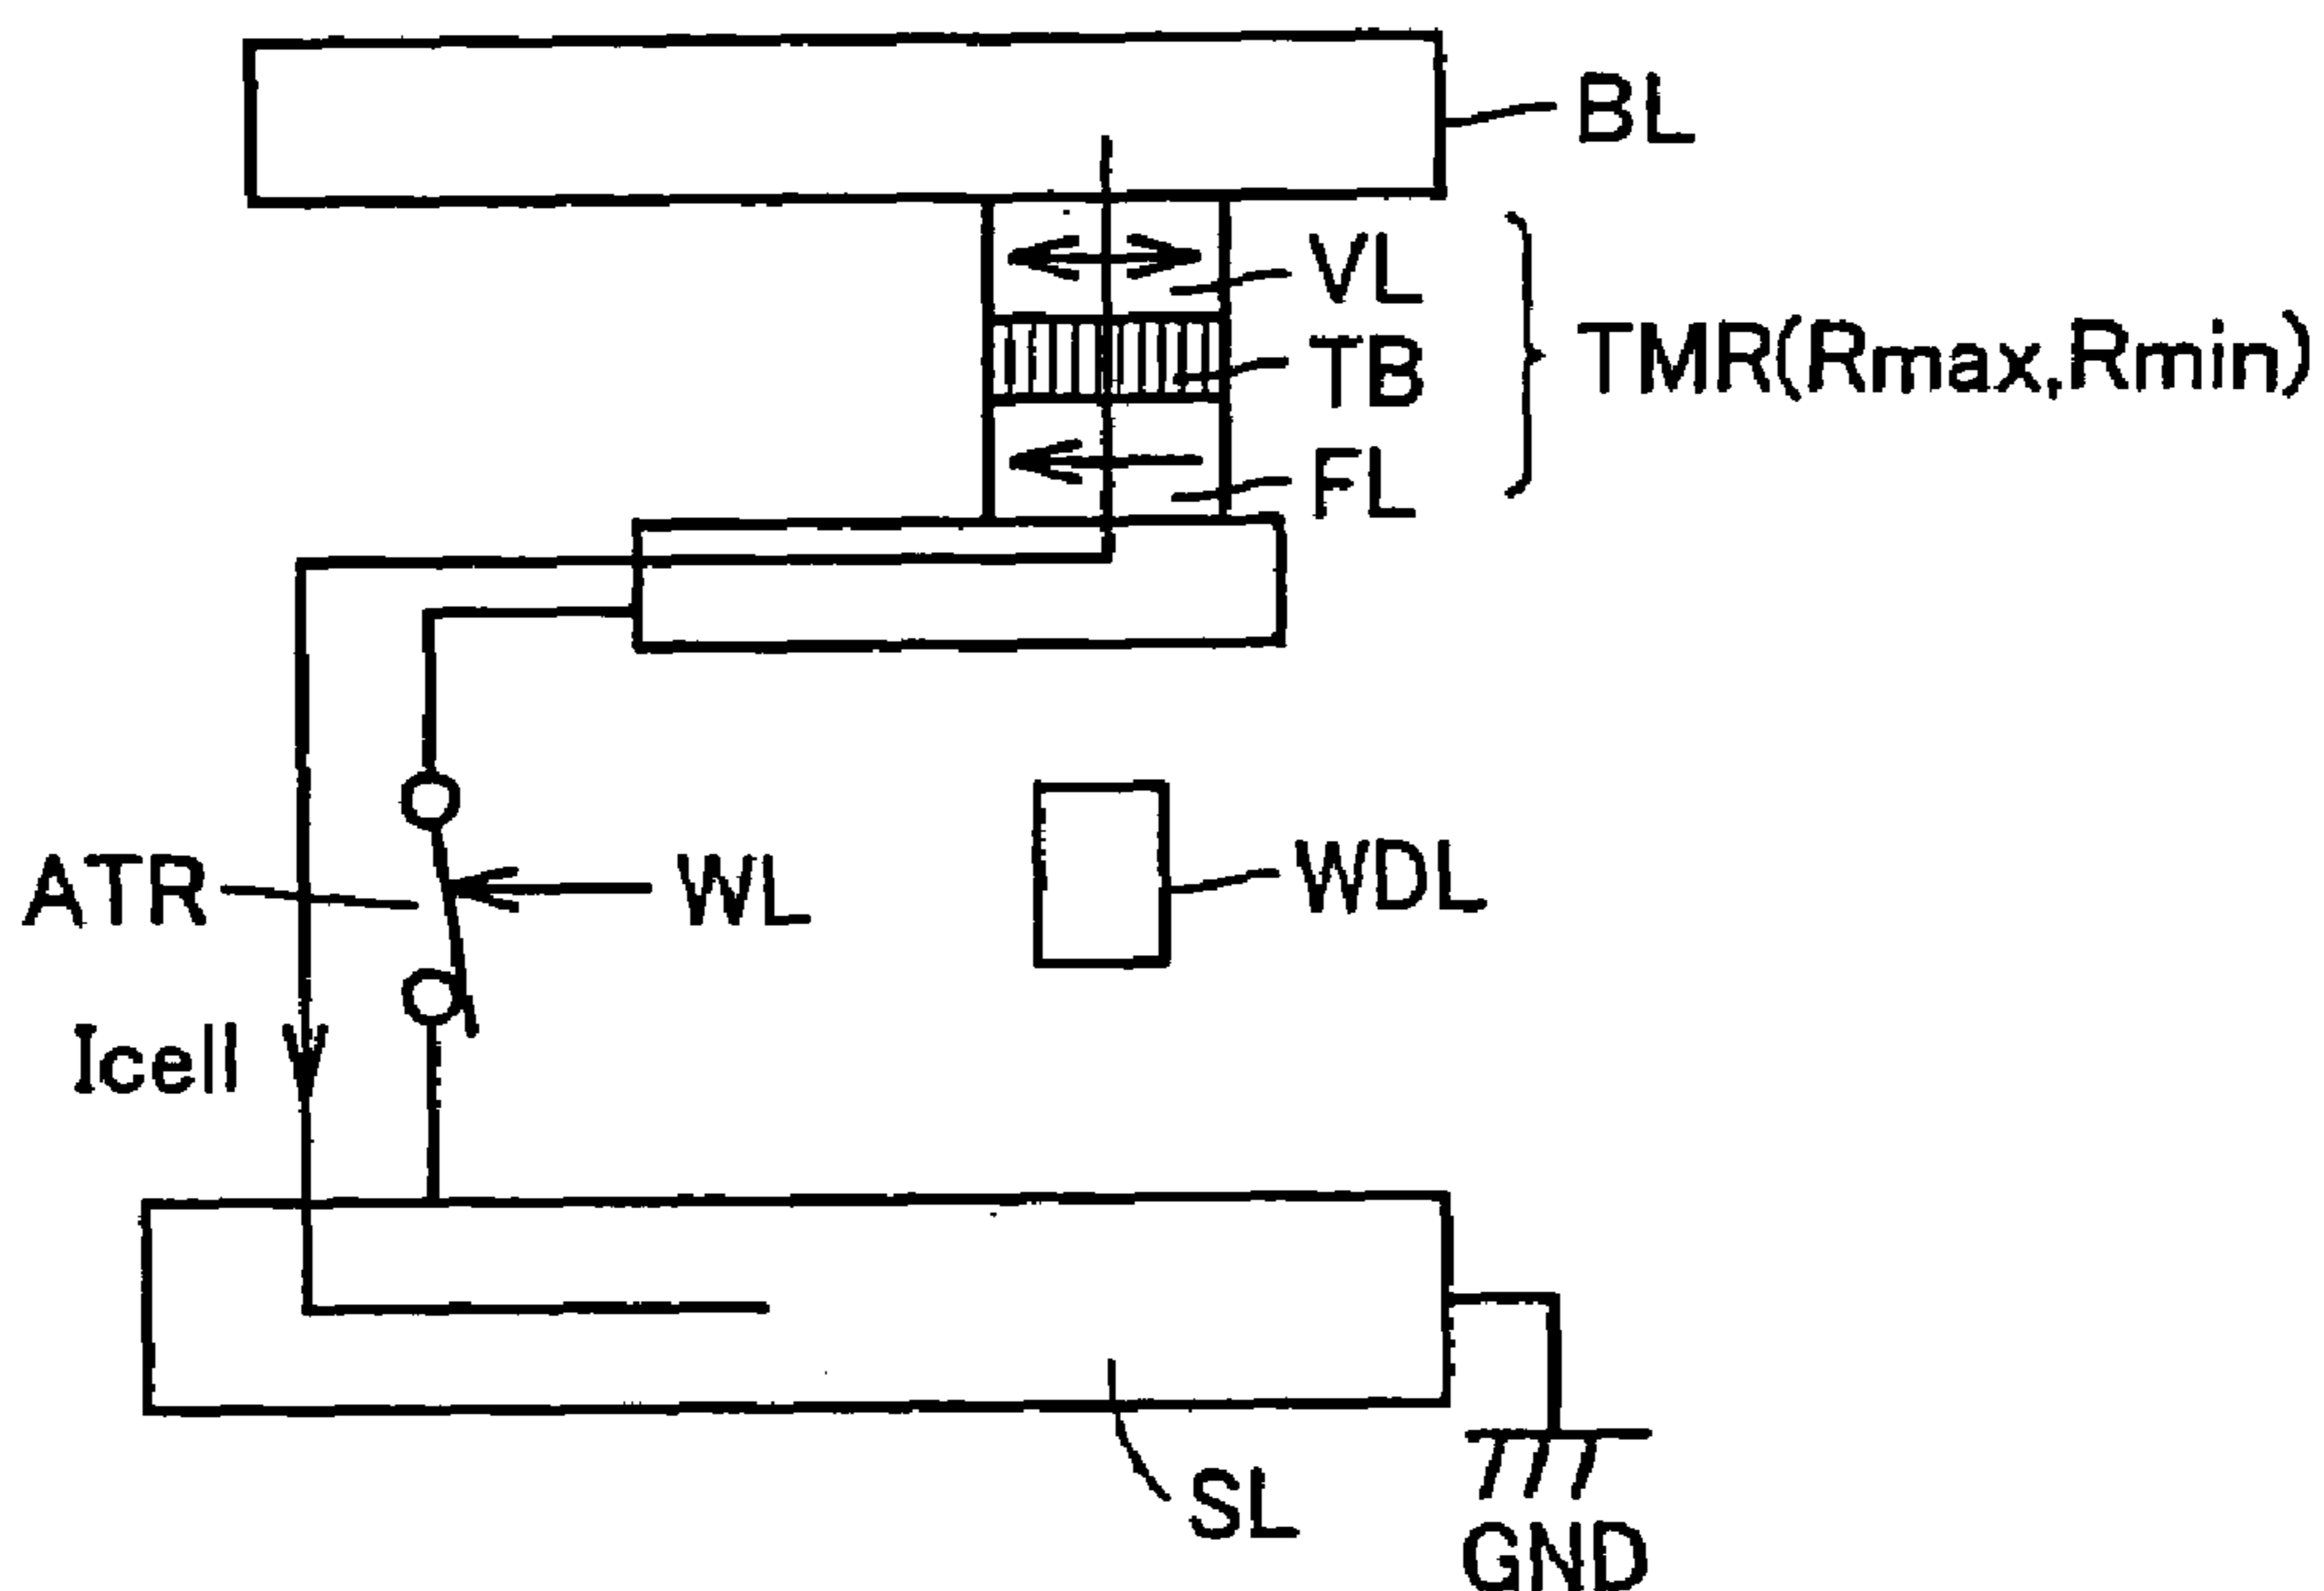 BL
VL
TB
TMR(Rmax,Rmin)
FL
ATR
WL
WDL
Icell
SL
GND